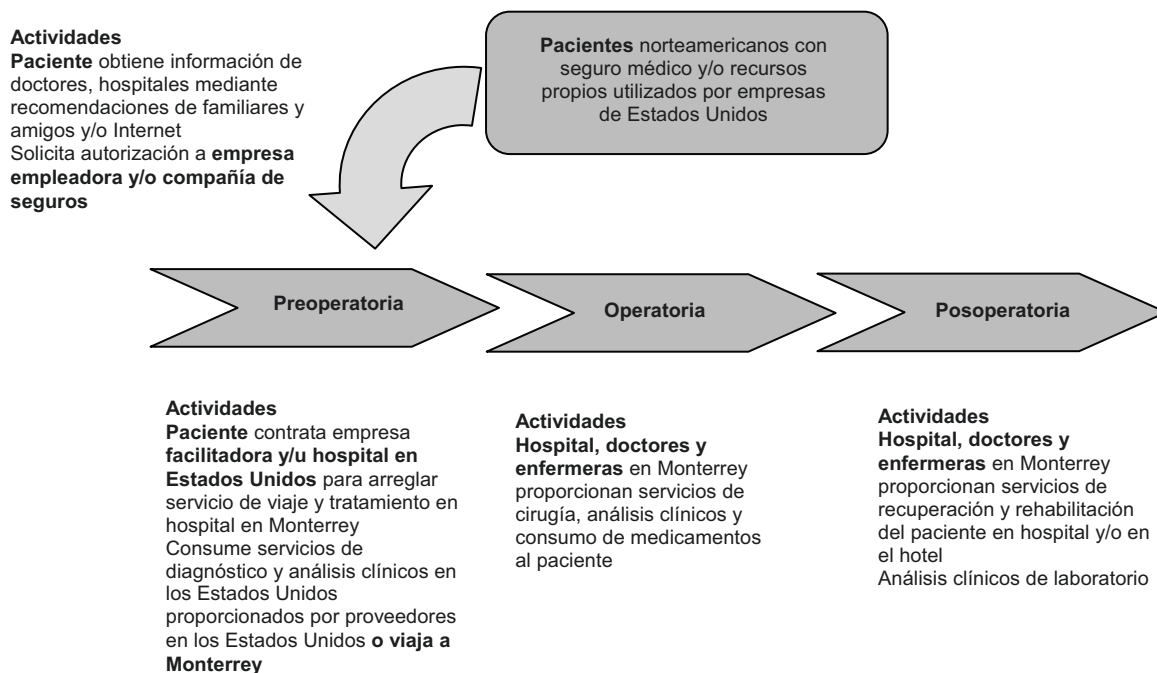 Actividades
Paciente obtiene información de
doctores, hospitales mediante
recomendaciones de familiares y
amigos y/o Internet
Solicita autorización a empresa
empleadora y/o compañía de
seguros
Pacientes norteamericanos con
seguro médico y/o recursos
propios utilizados por empresas
de Estados Unidos
Preoperatoria
Operatoria
Posoperatoria
Actividades
Paciente contrata empresa
facilitadora y/u hospital en
Estados Unidos para arreglar
servicio de viaje y tratamiento en
hospital en Monterrey
Consume servicios de
diagnóstico y análisis clínicos en
los Estados Unidos
proporcionados por proveedores
en los Estados Unidos o viaja a
Monterrey
Actividades
Hospital, doctores y
enfermeras en Monterrey
proporcionan servicios de
cirugía, análisis clínicos y
consumo de medicamentos
al paciente
Actividades
Hospital, doctores y
enfermeras en Monterrey
proporcionan servicios de
recuperación y rehabilitación
del paciente en hospital y/o en
el hotel
Análisis clínicos de laboratorio